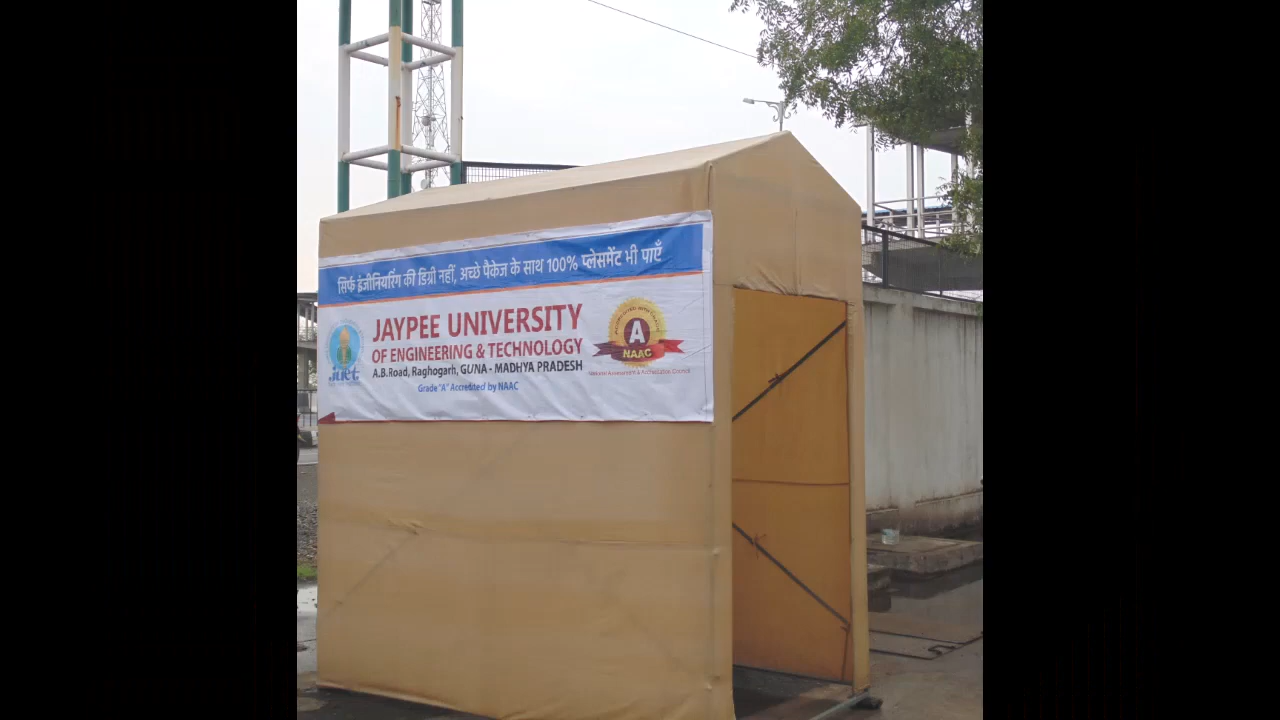 सिर्फ इंजीनियरिंग की डिग्री नहीं, अच्छे पैकेज के साथ 100% प्लेसमेंट भी पाएँ
JAYPEE UNIVERSITY
OF ENGINEERING & TECHNOLOGY
A.B.Road, Raghogarh, GUNA - MADHYA PRADESH
Grade "A" Accredited by NAAC
A
NAAC